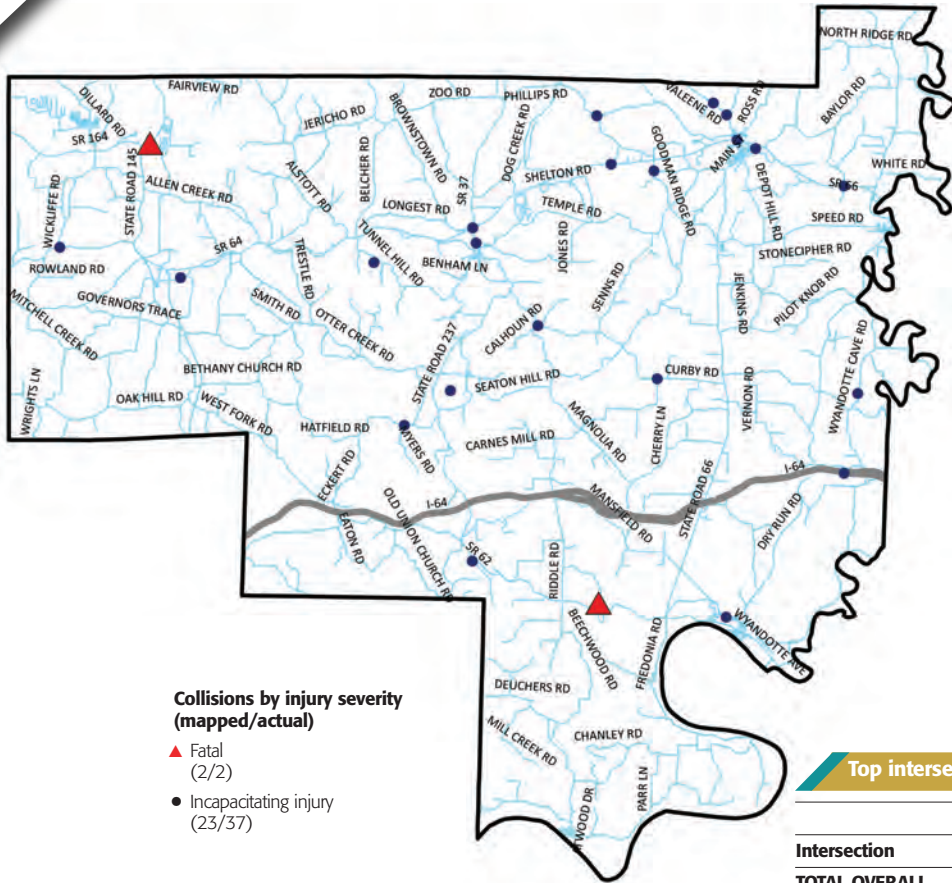 NORTH RIDGE RD
FAIRVIEW RD
ZOO RD
PHILLIPS RD
VALEENE RD
ROSS RD
BAYLOR RD
DILLARD RD
JERICHO RD
BROWNSTOWN RD
DOG CREEK RD
SR 164
STATE ROAD 145
GOODMAN RIDGE RD
MAIN
DEPOT HILL RD
WHITE RD
ALLEN CREEK RD
ALSTOTT RD
BELCHER RD
SR 37
SHELTON RD
SR 66
WICKLIFFE RD
LONGEST RD
TEMPLE RD
SPEED RD
SR 64
TUNNEL HILL RD
JONES RD
STONECIPHER RD
ROWLAND RD
TRESTLE RD
BENHAM LN
SENNS RD
JENKINS RD
PILOT KNOB RD
MITCHELL CREEK RD
GOVERNORS TRACE
SMITH RD
OTTER CREEK RD
STATE ROAD 237
CALHOUN RD
WYANDOTTE CAVE RD
BETHANY CHURCH RD
SEATON HILL RD
CURBY RD
WRIGHTS LN
OAK HILL RD
WEST FORK RD
HATFIELD RD
MYERS RD
CARNES MILL RD
MAGNOLIA RD
CHERRY LN
VERNON RD
ECKERT RD
I-64
I-64
EATON RD
OLD UNION CHURCH RD
MANSFIELD RD
STATE ROAD 66
DRY RUN RD
SR 62
RIDDLE RD
BEECHWOOD RD
FREDONIA RD
WYANDOTTE AVE
DEUCHERS RD
MILL CREEK RD
CHANLEY RD
TWOOD DR
PARR LN
Collisions by injury severity
(mapped/actual)
Fatal
(2/2)
Incapacitating injury
(23/37)
Top interse
Intersection
TOTAL OVERALL